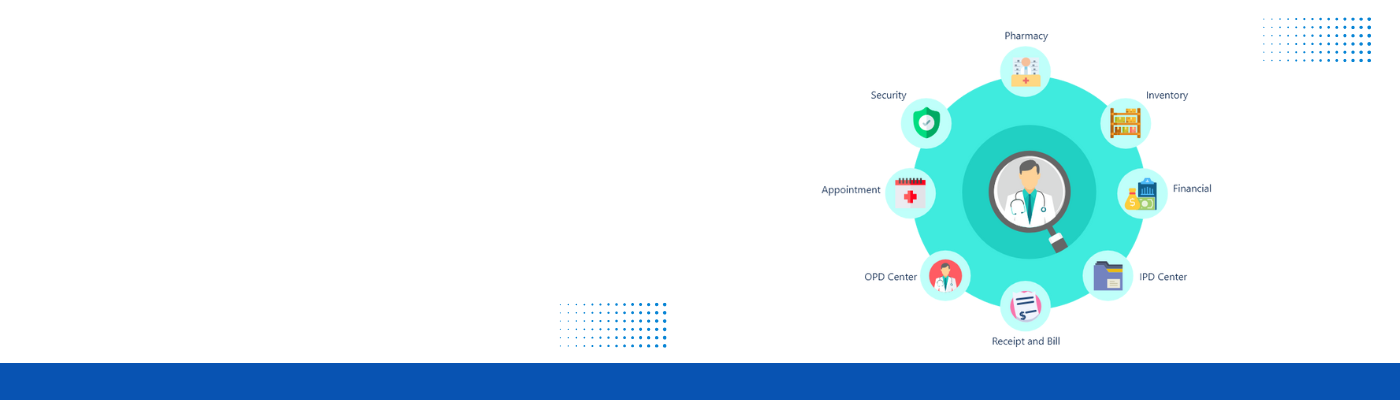 Pharmacy
Security
Inventory
Appointment
Financial
OPD Center
IPD Center
Receipt and Bill